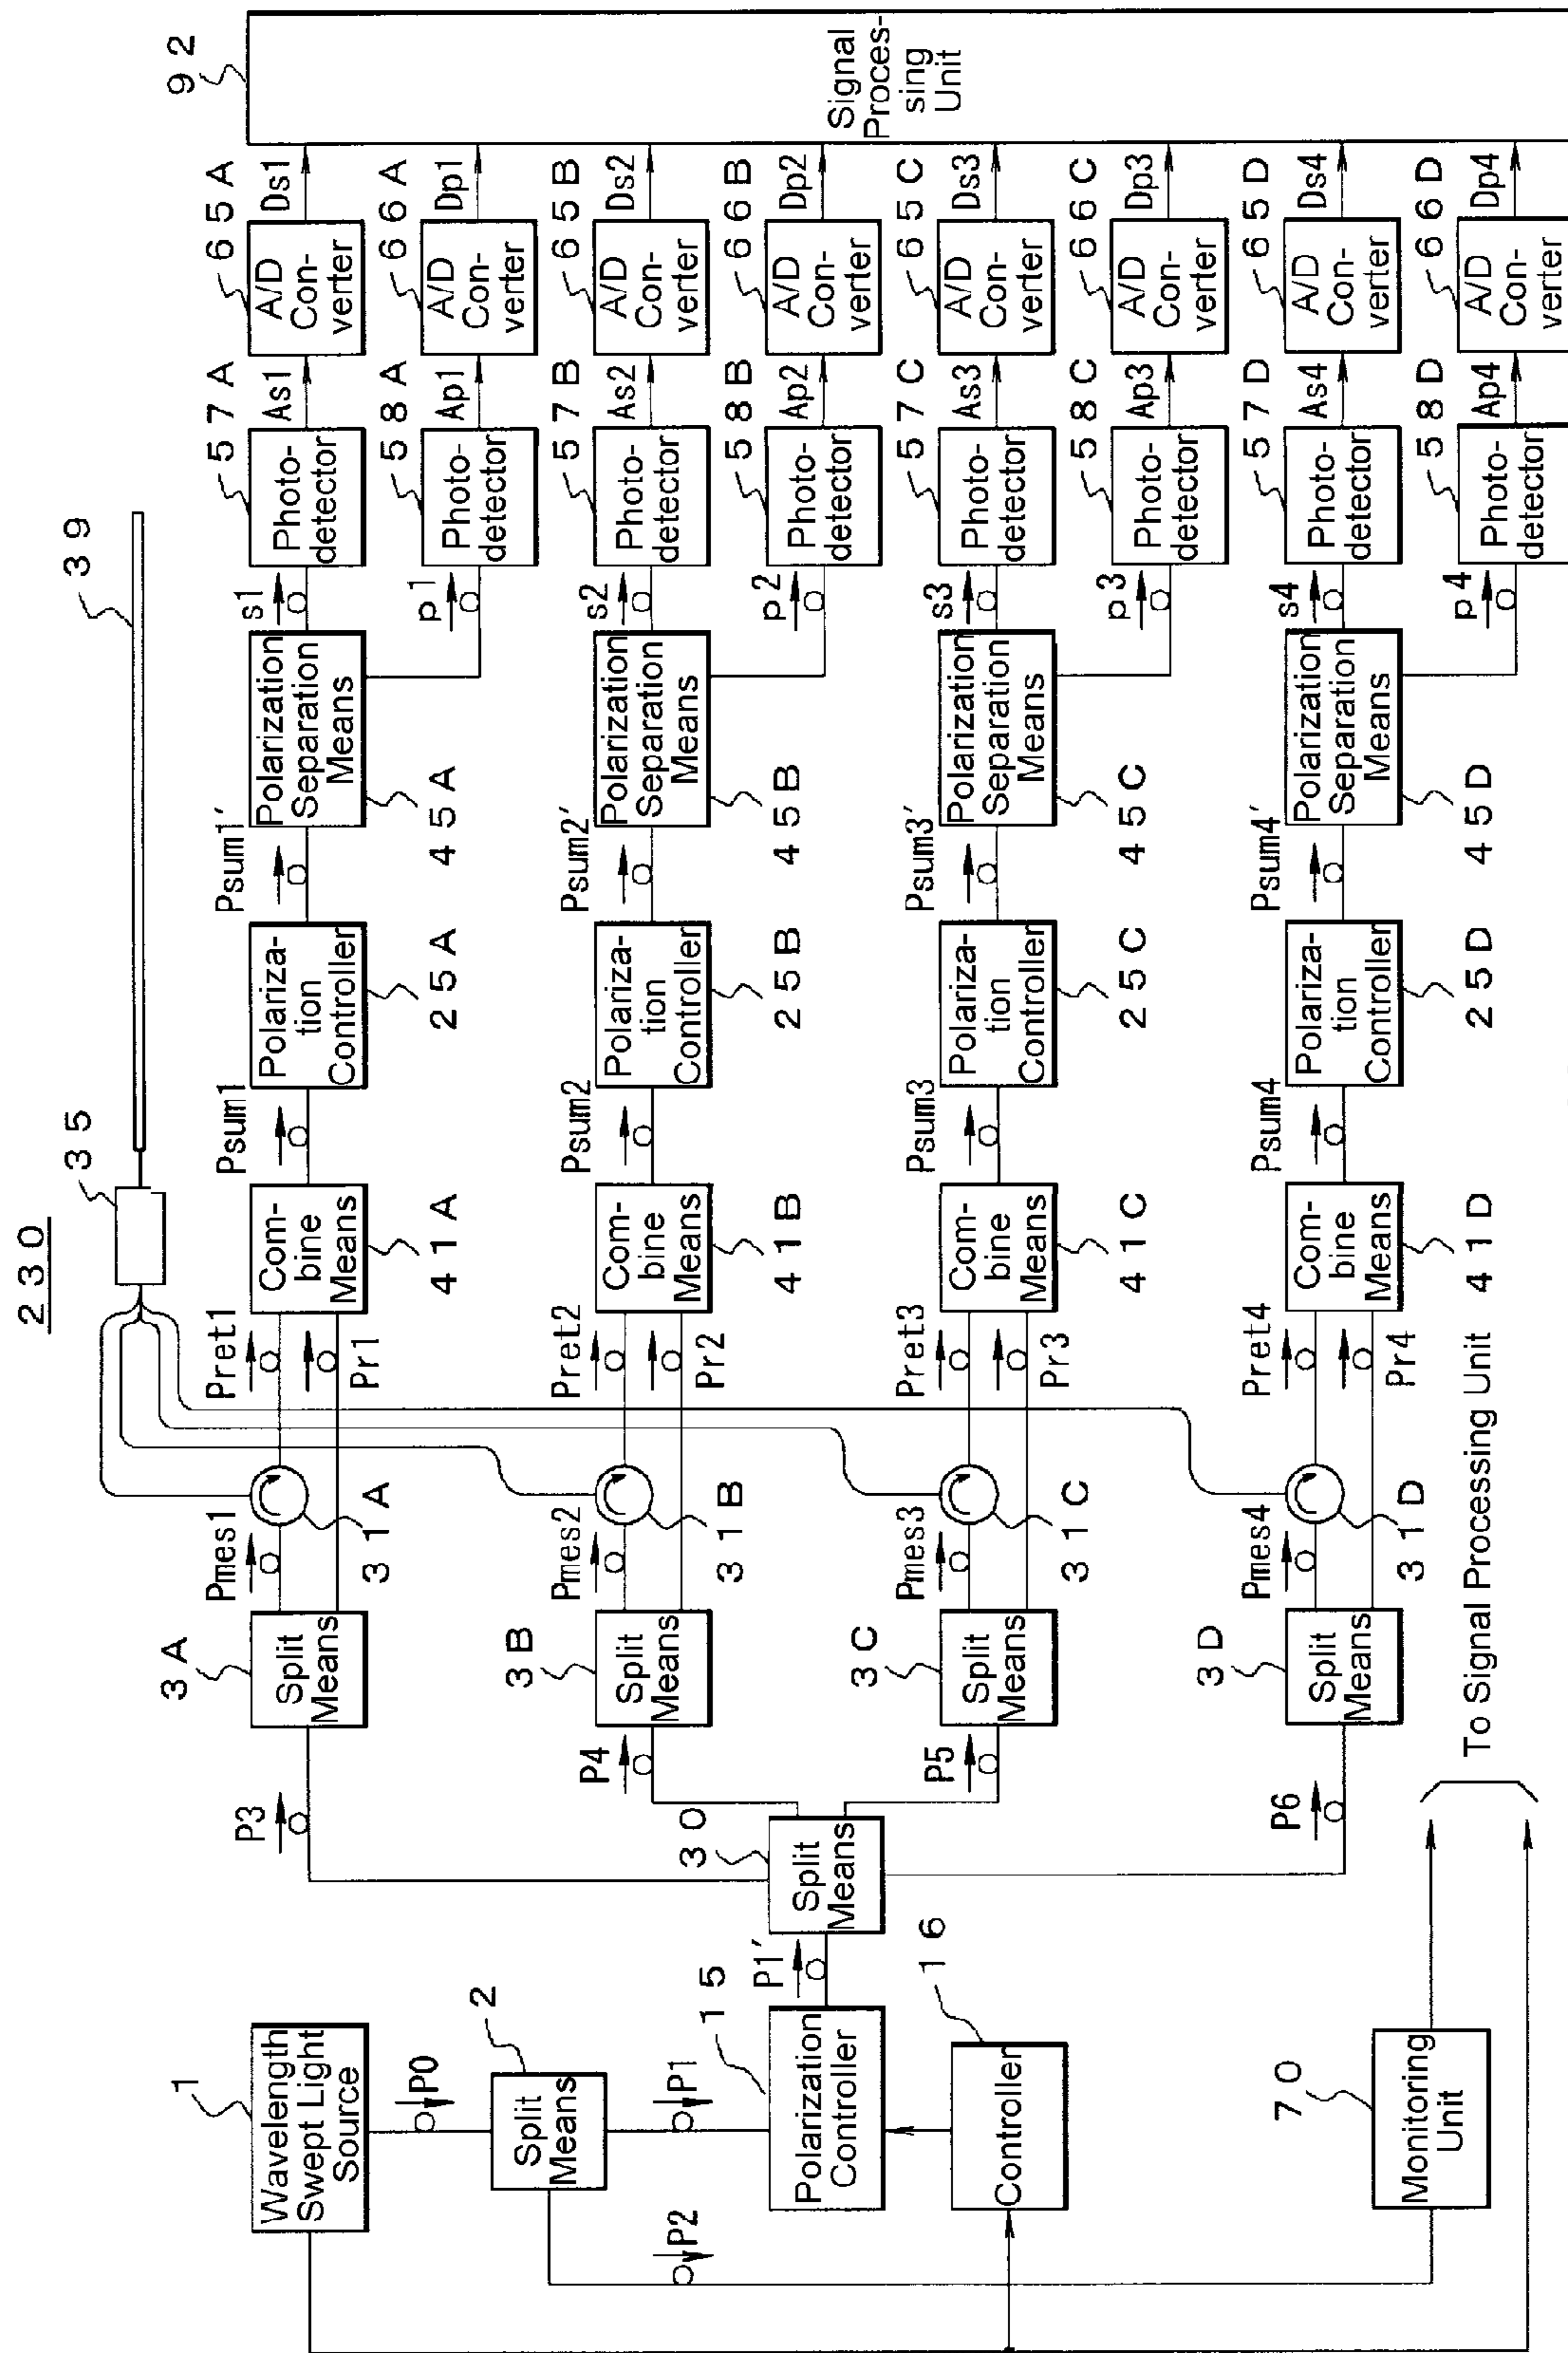 230
1
Wavelength
Swept Light
Source
P0
2
Split
Means
P1
P2
15
Polarization
Controller
P1′
16
Controller
70
Monitoring
Unit
To Signal Processing Unit
30
Split
Means
P3
P4
P5
P6
35
39
3A
Split
Means
Pmes1
31A
Pret1
Pr1
Com-
bine
Means
41A
Psum1
Polariza-
tion
Controller
25A
Psum1′
Polarization
Separation
Means
45A
s1
p1
57A
Photo-
detector
As1
65A
A/D
Con-
verter
Ds1
58A
Photo-
detector
Ap1
66A
A/D
Con-
verter
Dp1
3B
Split
Means
Pmes2
31B
Pret2
Pr2
Com-
bine
Means
41B
Psum2
Polariza-
tion
Controller
25B
Psum2′
Polarization
Separation
Means
45B
s2
p2
57B
Photo-
detector
As2
65B
A/D
Con-
verter
Ds2
58B
Photo-
detector
Ap2
66B
A/D
Con-
verter
Dp2
3C
Split
Means
Pmes3
31C
Pret3
Pr3
Com-
bine
Means
41C
Psum3
Polariza-
tion
Controller
25C
Psum3′
Polarization
Separation
Means
45C
s3
p3
57C
Photo-
detector
As3
65C
A/D
Con-
verter
Ds3
58C
Photo-
detector
Ap3
66C
A/D
Con-
verter
Dp3
3D
Split
Means
Pmes4
31D
Pret4
Pr4
Com-
bine
Means
41D
Psum4
Polariza-
tion
Controller
25D
Psum4′
Polarization
Separation
Means
45D
s4
p4
57D
Photo-
detector
As4
65D
A/D
Con-
verter
Ds4
58D
Photo-
detector
Ap4
66D
A/D
Con-
verter
Dp4
92
Signal
Proces-
sing
Unit